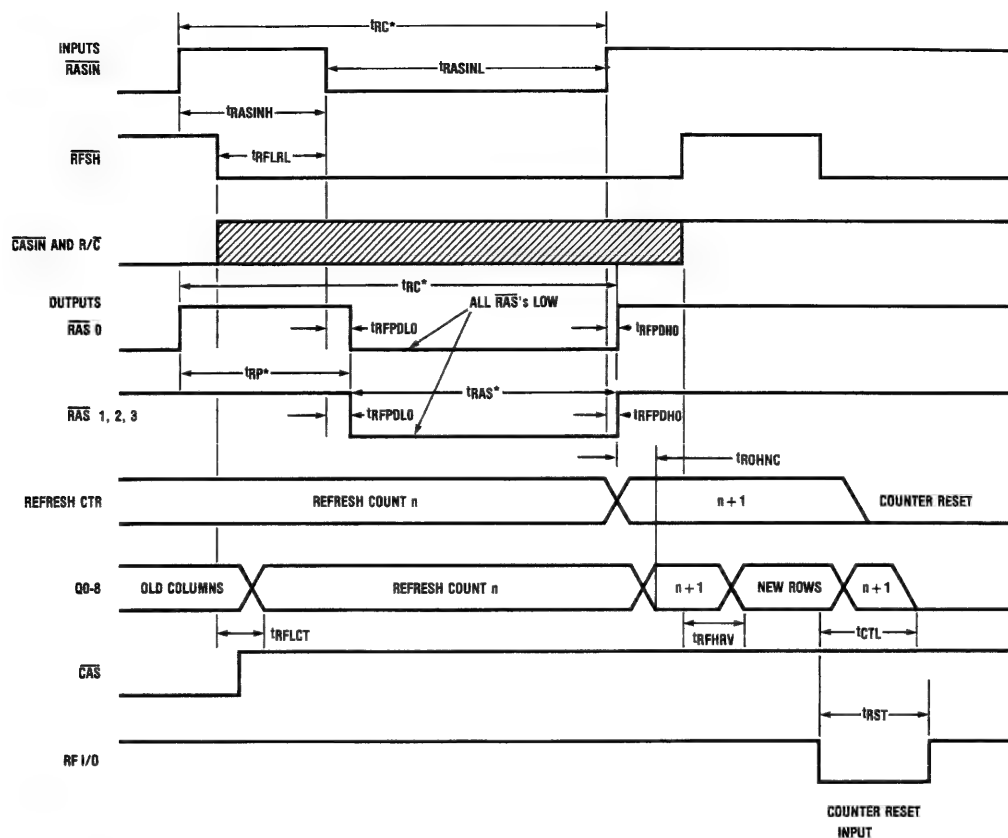 tRC*
INPUTS
RASIN
tRASINL
tRASINH
RFSH
tRFLRL
CASIN AND R/C
tRC*
OUTPUTS
ALL RAS's LOW
RAS 0
tRFPDL0
tRFPDH0
tRP*
tRAS*
RAS 1, 2, 3
tRFPDL0
tRFPDH0
tROHNC
REFRESH CTR
REFRESH COUNT n
n + 1
COUNTER RESET
Q0-8
OLD COLUMNS
REFRESH COUNT n
n + 1
NEW ROWS
n + 1
tRFLCT
tRFHRV
tCTL
CAS
tRST
RF I/O
COUNTER RESET
INPUT